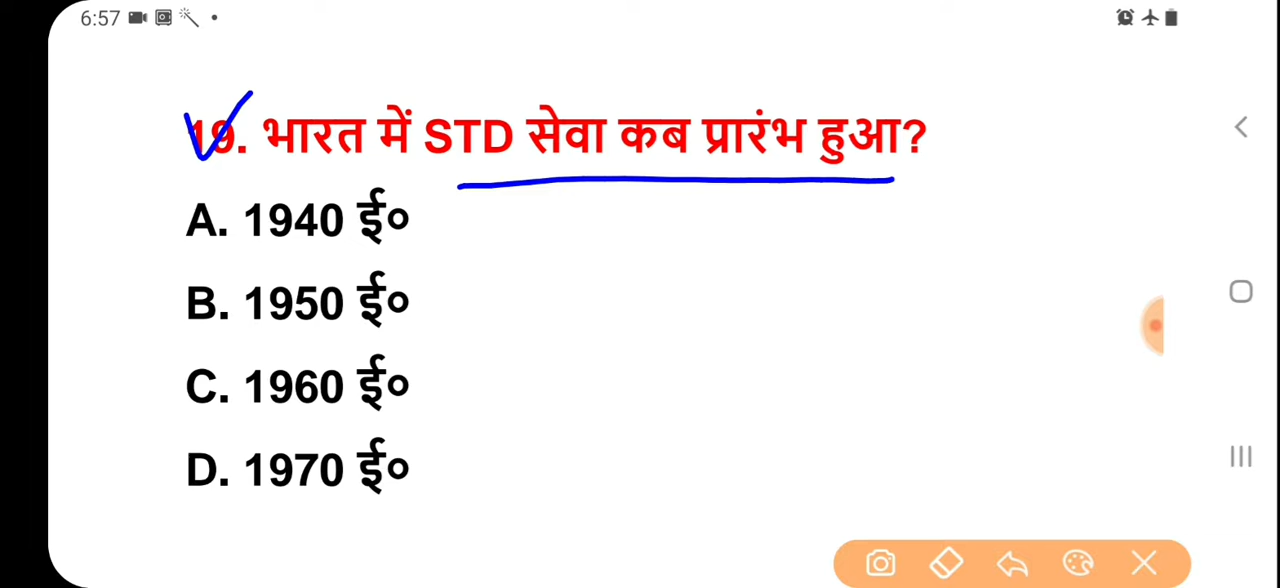 6:57
19. भारत में STD सेवा कब प्रारंभ हुआ?
A. 1940 ई०
B. 1950 ई०
C. 1960 ई०
D. 1970 ई०